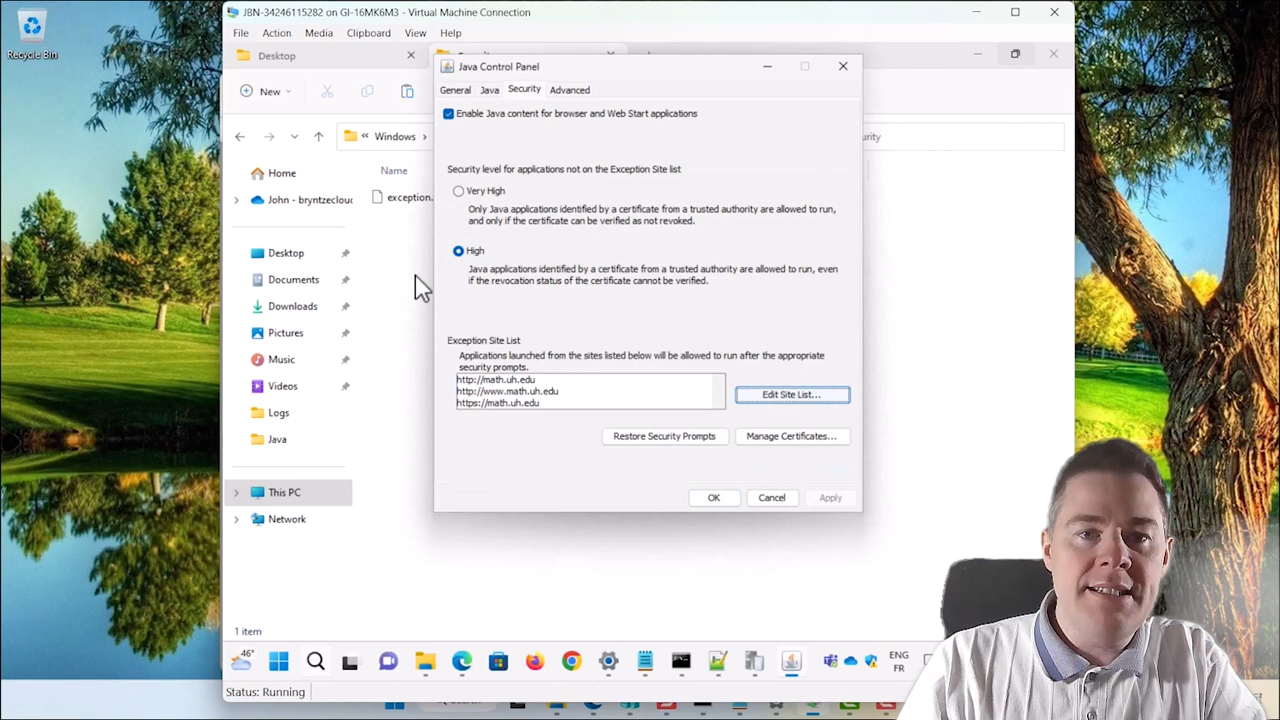 Recycle Bin
JBN-34246115282 on GI-16MK6M3 - Virtual Machine Connection
File Action Media Clipboard View Help
Desktop
New
« Windows ›
Home
John - bryntzecloud
Desktop
Documents
Downloads
Pictures
Music
Videos
Logs
Java
This PC
Network
Name
exception.
1 item
Java Control Panel
General Java Security Advanced
Enable Java content for browser and Web Start applications
Security level for applications not on the Exception Site list
Very High
Only Java applications identified by a certificate from a trusted authority are allowed to run,
and only if the certificate can be verified as not revoked.
High
Java applications identified by a certificate from a trusted authority are allowed to run, even
if the revocation status of the certificate cannot be verified.
Exception Site List
Applications launched from the sites listed below will be allowed to run after the appropriate
security prompts.
http://math.uh.edu
http://www.math.uh.edu
https://math.uh.edu
Edit Site List...
Restore Security Prompts
Manage Certificates...
OK
Cancel
Apply
46°
ENG
FR
Status: Running